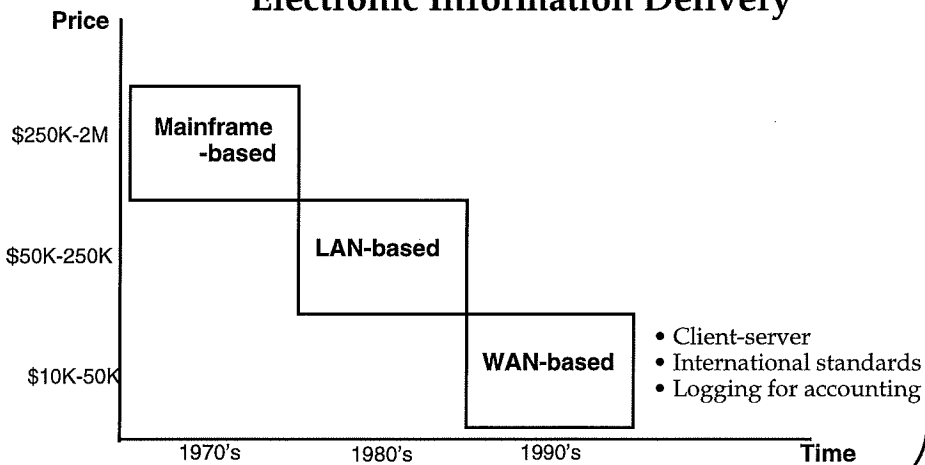 Electronic Information Delivery
Price
$250K-2M
Mainframe
-based
$50K-250K
LAN-based
$10K-50K
WAN-based
• Client-server
• International standards
• Logging for accounting
1970's
1980's
1990's
Time